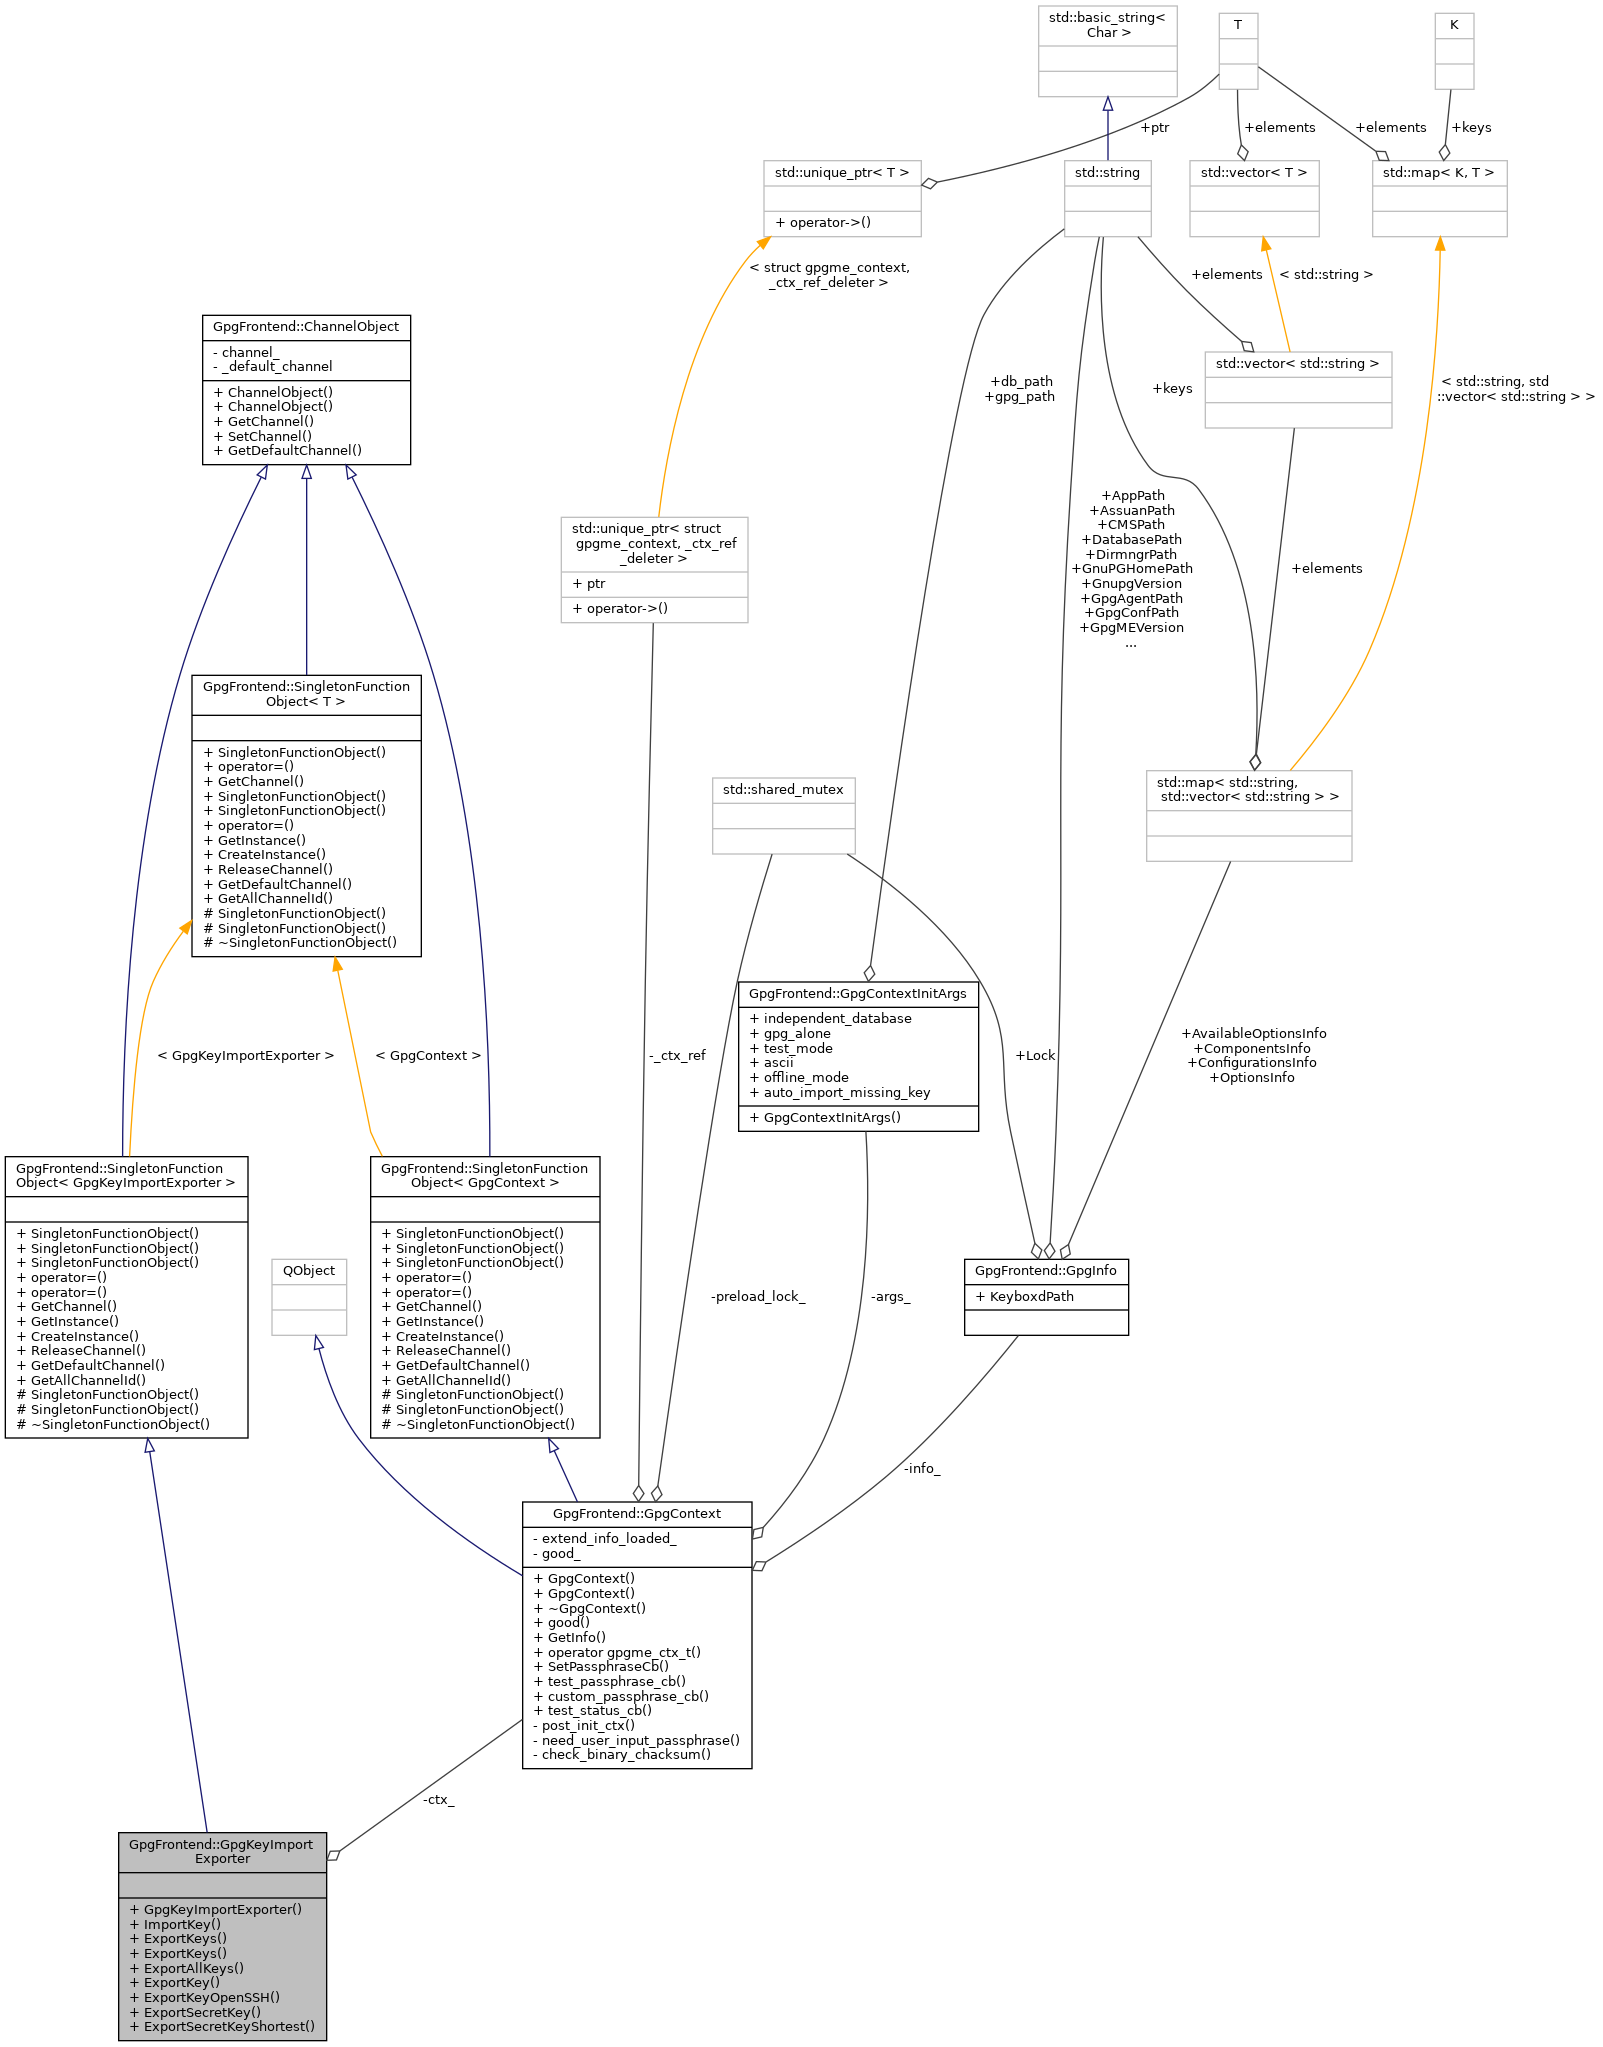 std::basic_string<
Char >
T
K
+ptr
+elements
+elements
+keys
std::unique_ptr< T >
+ operator->()
std::string
std::vector< T >
std::map< K, T >
< struct gpgme_context,
_ctx_ref_deleter >
+elements
< std::string >
GpgFrontend::ChannelObject
- channel_
- _default_channel
+ ChannelObject()
+ ChannelObject()
+ GetChannel()
+ SetChannel()
+ GetDefaultChannel()
+db_path
+gpg_path
+keys
std::vector< std::string >
< std::string, std
::vector< std::string > >
std::unique_ptr< struct
gpgme_context, _ctx_ref
_deleter >
+ ptr
+ operator->()
+AppPath
+AssuanPath
+CMSPath
+DatabasePath
+DirmngrPath
+GnuPGHomePath
+GnupgVersion
+GpgAgentPath
+GpgConfPath
+GpgMEVersion
...
+elements
GpgFrontend::SingletonFunction
Object< T >
+ SingletonFunctionObject()
+ operator=()
+ GetChannel()
+ SingletonFunctionObject()
+ SingletonFunctionObject()
+ operator=()
+ GetInstance()
+ CreateInstance()
+ ReleaseChannel()
+ GetDefaultChannel()
+ GetAllChannelId()
# SingletonFunctionObject()
# SingletonFunctionObject()
# ~SingletonFunctionObject()
std::shared_mutex
std::map< std::string,
std::vector< std::string > >
< GpgKeyImportExporter >
< GpgContext >
-_ctx_ref
GpgFrontend::GpgContextInitArgs
+ independent_database
+ gpg_alone
+ test_mode
+ ascii
+ offline_mode
+ auto_import_missing_key
+ GpgContextInitArgs()
+Lock
+AvailableOptionsInfo
+ComponentsInfo
+ConfigurationsInfo
+OptionsInfo
GpgFrontend::SingletonFunction
Object< GpgKeyImportExporter >
+ SingletonFunctionObject()
+ SingletonFunctionObject()
+ SingletonFunctionObject()
+ operator=()
+ operator=()
+ GetChannel()
+ GetInstance()
+ CreateInstance()
+ ReleaseChannel()
+ GetDefaultChannel()
+ GetAllChannelId()
# SingletonFunctionObject()
# SingletonFunctionObject()
# ~SingletonFunctionObject()
QObject
GpgFrontend::SingletonFunction
Object< GpgContext >
+ SingletonFunctionObject()
+ SingletonFunctionObject()
+ SingletonFunctionObject()
+ operator=()
+ operator=()
+ GetChannel()
+ GetInstance()
+ CreateInstance()
+ ReleaseChannel()
+ GetDefaultChannel()
+ GetAllChannelId()
# SingletonFunctionObject()
# SingletonFunctionObject()
# ~SingletonFunctionObject()
-preload_lock_
-args_
GpgFrontend::GpgInfo
+ KeyboxdPath
-info_
GpgFrontend::GpgContext
- extend_info_loaded_
- good_
+ GpgContext()
+ GpgContext()
+ ~GpgContext()
+ good()
+ GetInfo()
+ operator gpgme_ctx_t()
+ SetPassphraseCb()
+ test_passphrase_cb()
+ custom_passphrase_cb()
+ test_status_cb()
- post_init_ctx()
- need_user_input_passphrase()
- check_binary_chacksum()
-ctx_
GpgFrontend::GpgKeyImport
Exporter
+ GpgKeyImportExporter()
+ ImportKey()
+ ExportKeys()
+ ExportKeys()
+ ExportAllKeys()
+ ExportKey()
+ ExportKeyOpenSSH()
+ ExportSecretKey()
+ ExportSecretKeyShortest()